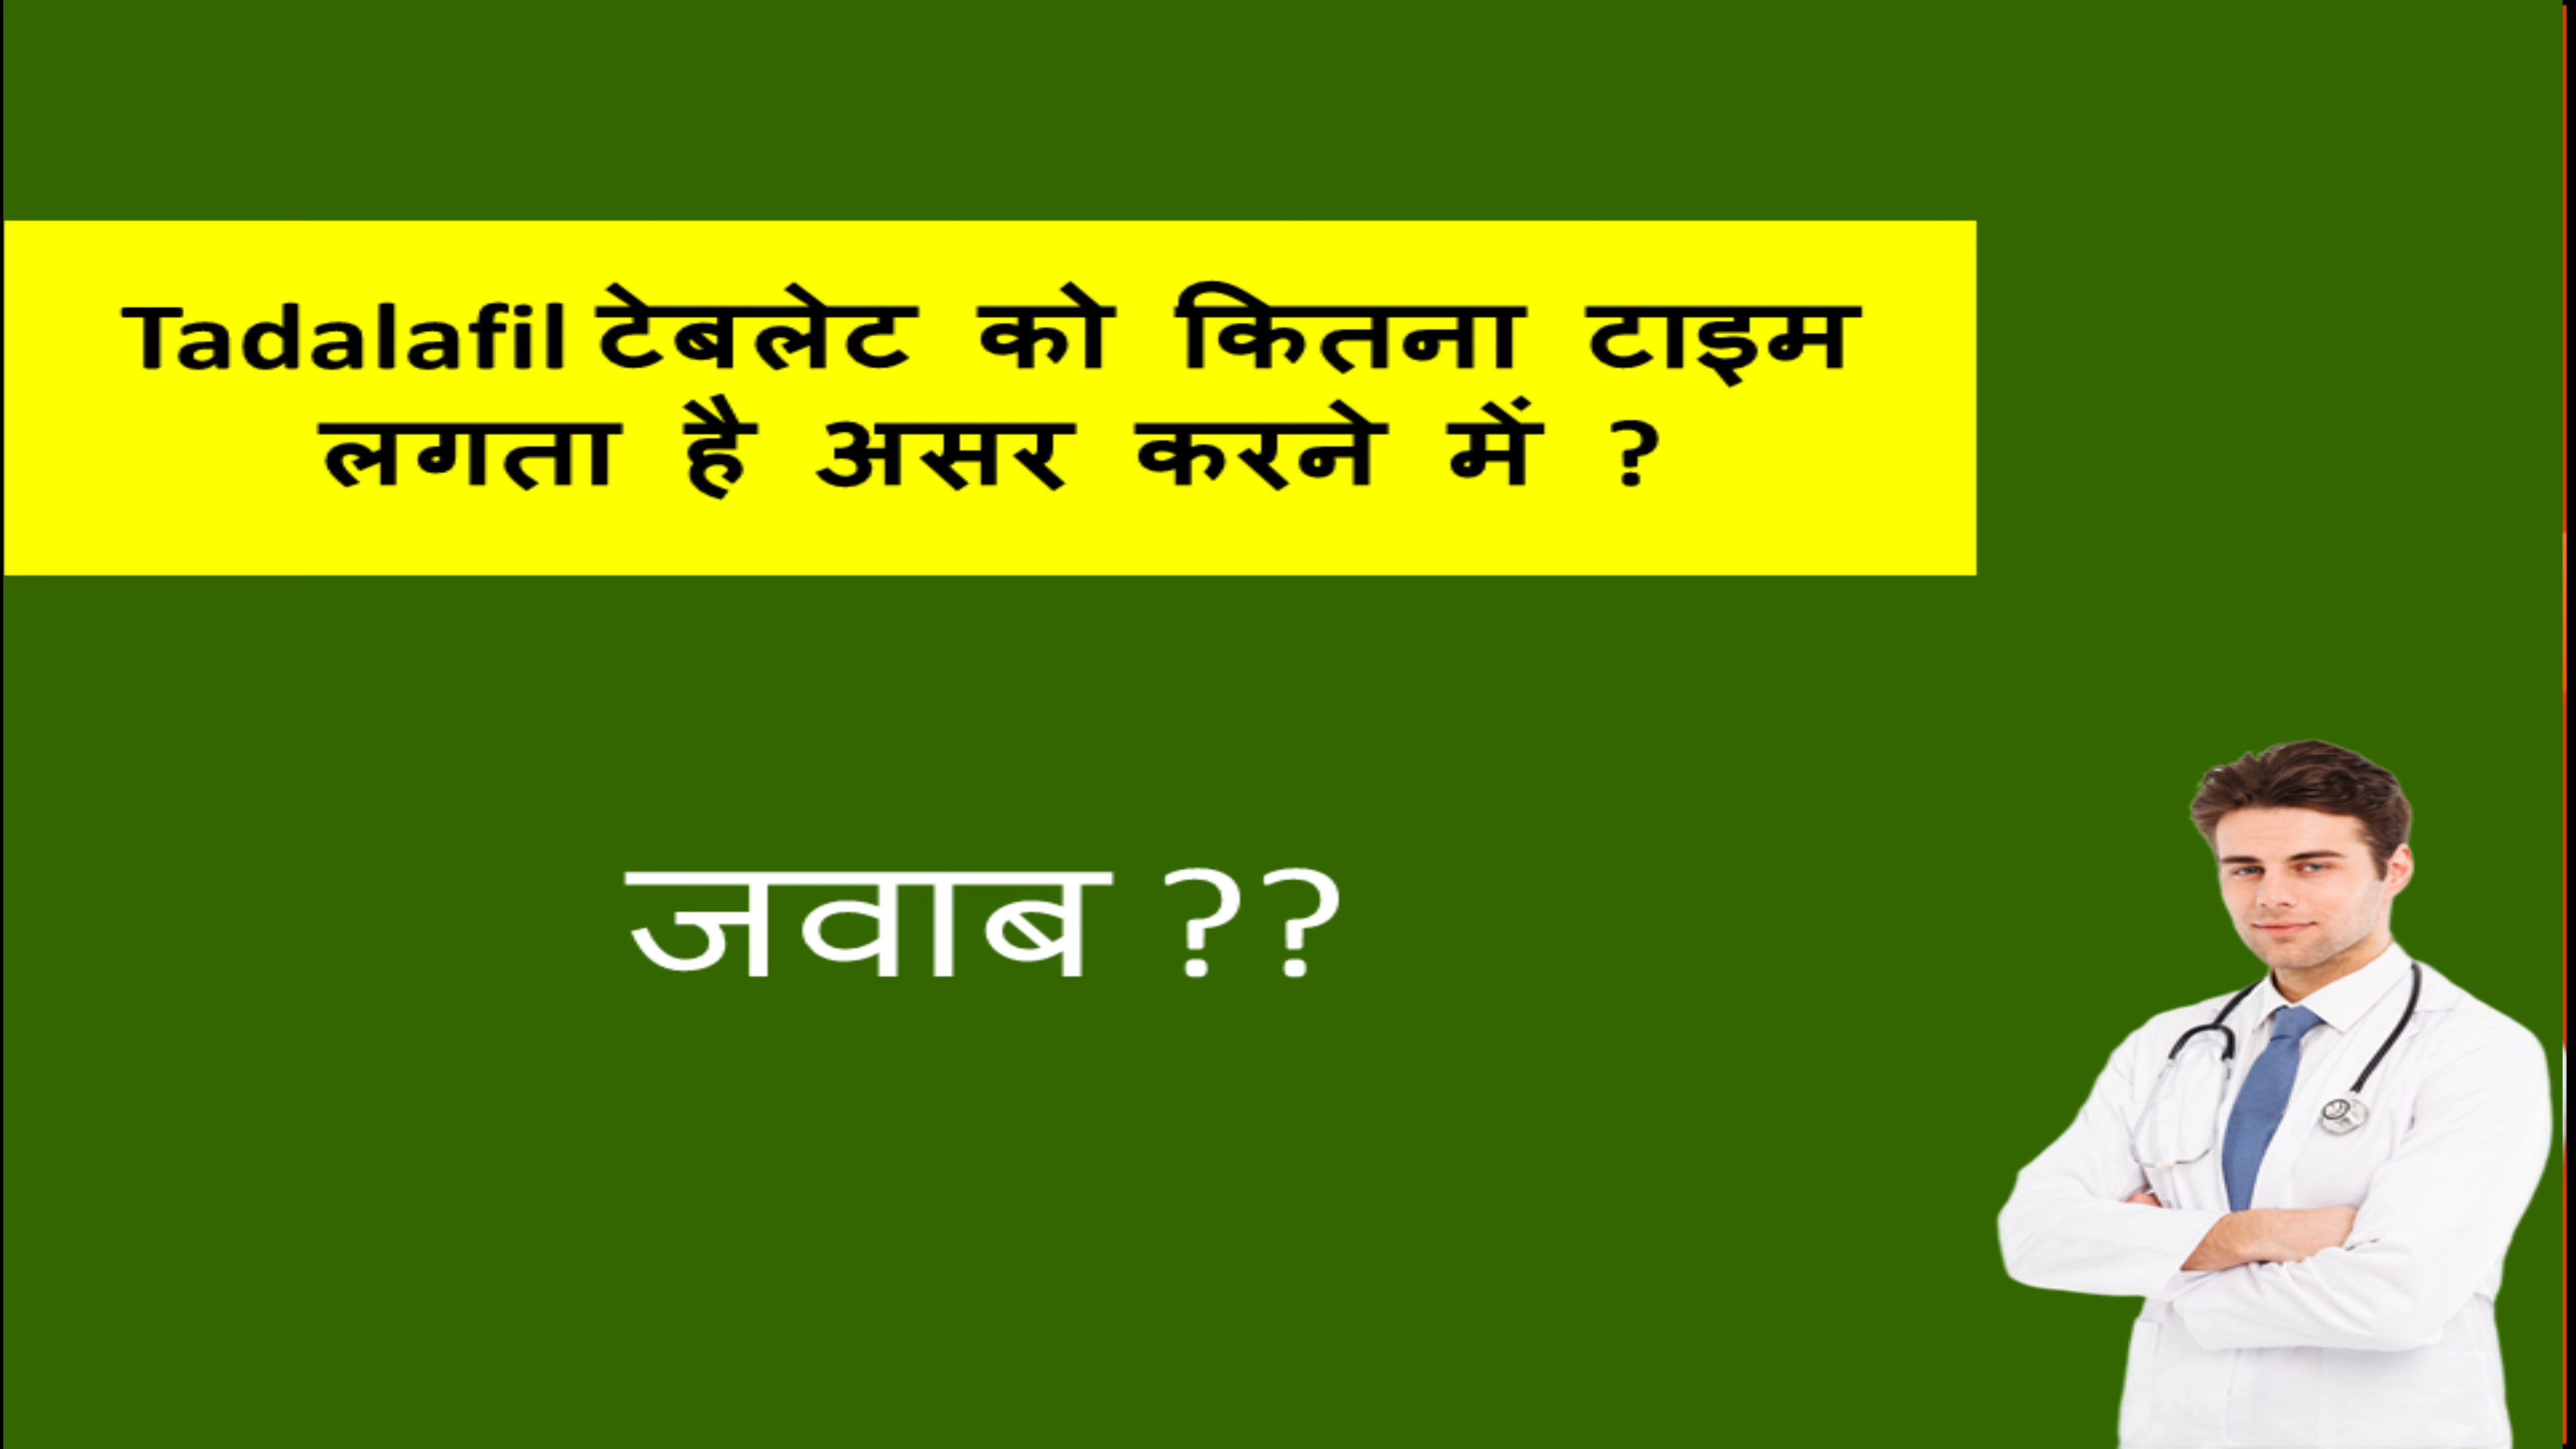 Tadalafil टेबलेट को कितना टाइम
लगता है असर करने में ?
जवाब ??